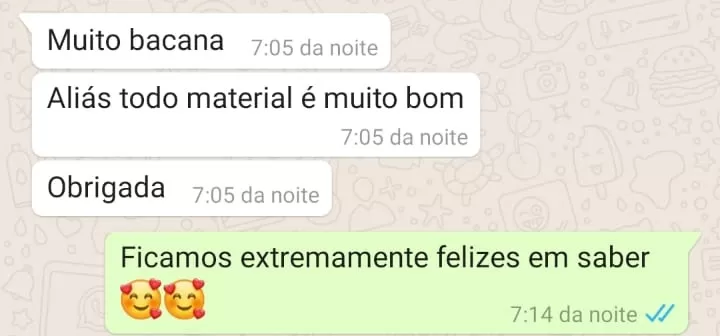 Muito bacana 7:05 da noite
Aliás todo material é muito bom
7:05 da noite
Obrigada 7:05 da noite
Ficamos extremamente felizes em saber
🥰🥰 7:14 da noite